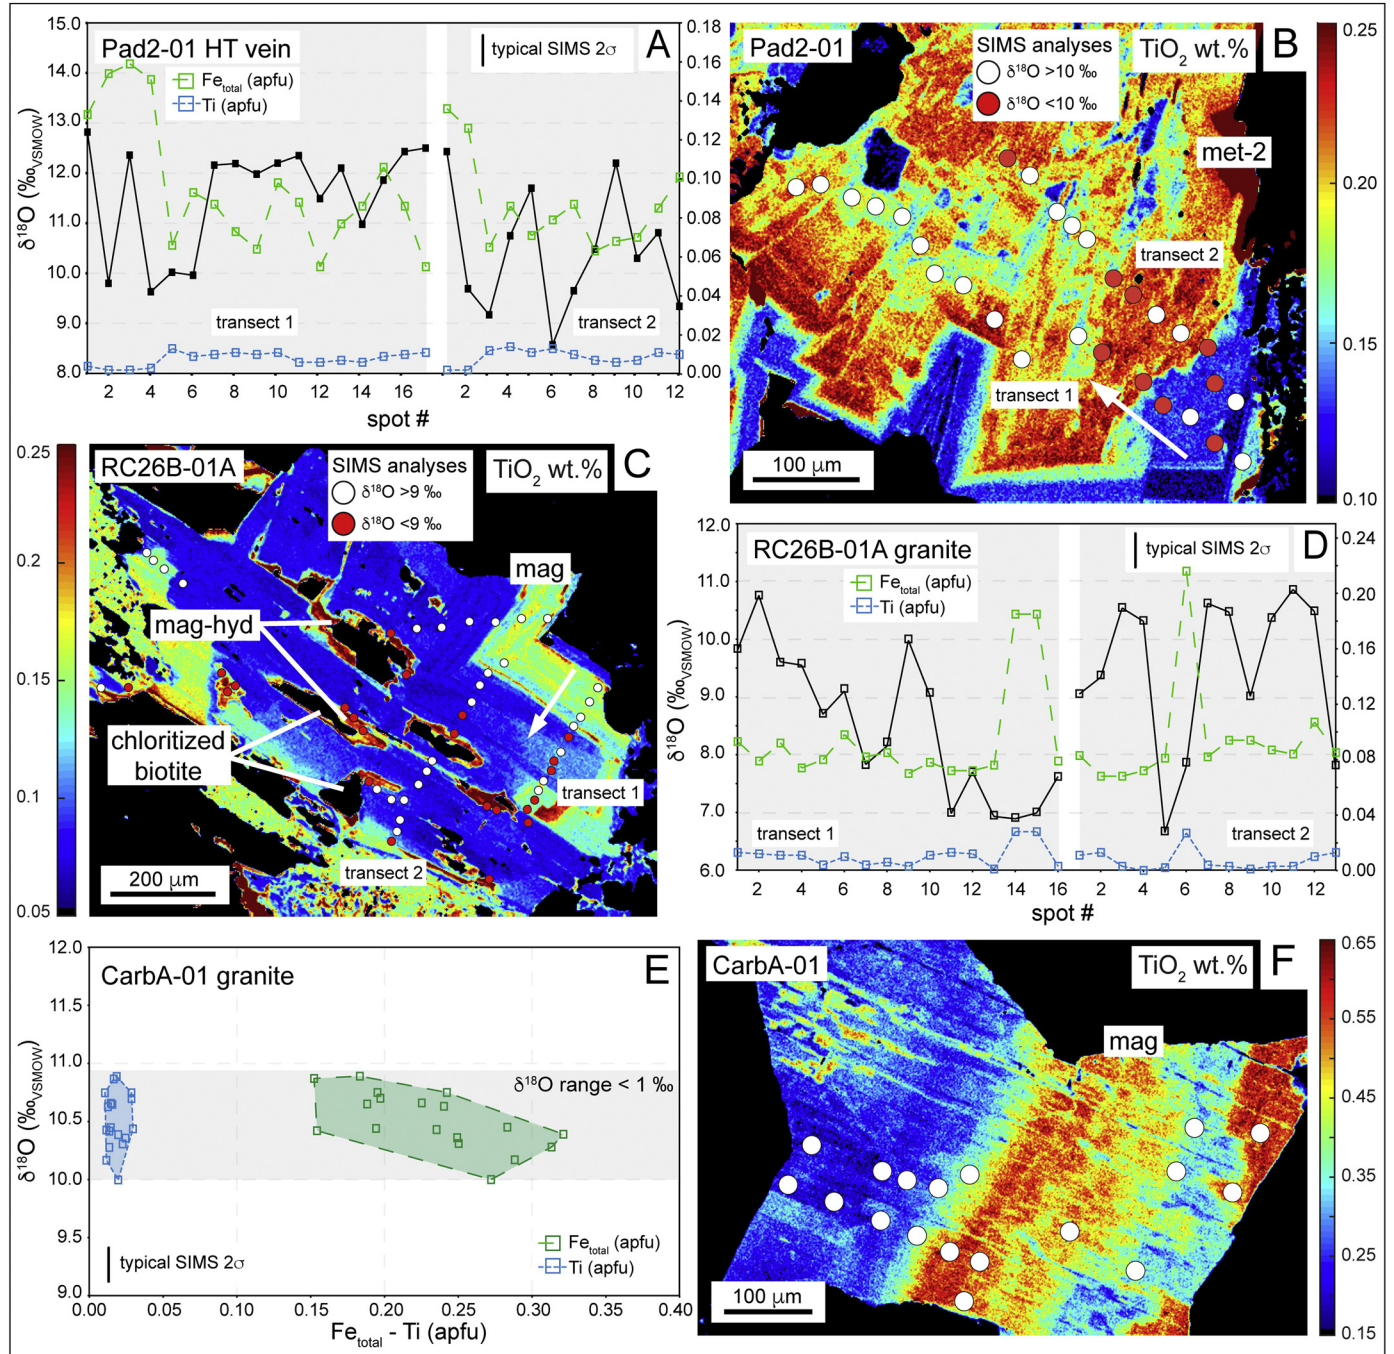 Pad2-01 HT vein
A
typical SIMS 2σ
Fetotal (apfu)
Ti (apfu)
δ18O (‰VSMOW)
15.0
14.0
13.0
12.0
11.0
10.0
9.0
8.0
0.18
0.16
0.14
0.12
0.10
0.08
0.06
0.04
0.02
0.00
transect 1
transect 2
2 4 6 8 10 12 14 16 2 4 6 8 10 12
spot #
Pad2-01
SIMS analyses
δ18O >10 ‰
δ18O <10 ‰
TiO2 wt.%
B
met-2
transect 2
transect 1
100 μm
0.25
0.20
0.15
0.10
RC26B-01A
SIMS analyses
δ18O >9 ‰
δ18O <9 ‰
TiO2 wt.%
C
mag
mag-hyd
chloritized
biotite
transect 1
transect 2
200 μm
0.25
0.2
0.15
0.1
0.05
RC26B-01A granite
typical SIMS 2σ
D
Fetotal (apfu)
Ti (apfu)
δ18O (‰VSMOW)
12.0
11.0
10.0
9.0
8.0
7.0
6.0
0.24
0.20
0.16
0.12
0.08
0.04
0.00
transect 1
transect 2
2 4 6 8 10 12 14 16 2 4 6 8 10 12 13
spot #
CarbA-01 granite
E
δ18O range < 1 ‰
δ18O (‰VSMOW)
12.0
11.5
11.0
10.5
10.0
9.5
9.0
typical SIMS 2σ
Fetotal (apfu)
Ti (apfu)
0.00 0.05 0.10 0.15 0.20 0.25 0.30 0.35 0.40
Fetotal - Ti (apfu)
CarbA-01
TiO2 wt.%
F
mag
100 μm
0.65
0.55
0.45
0.35
0.25
0.15